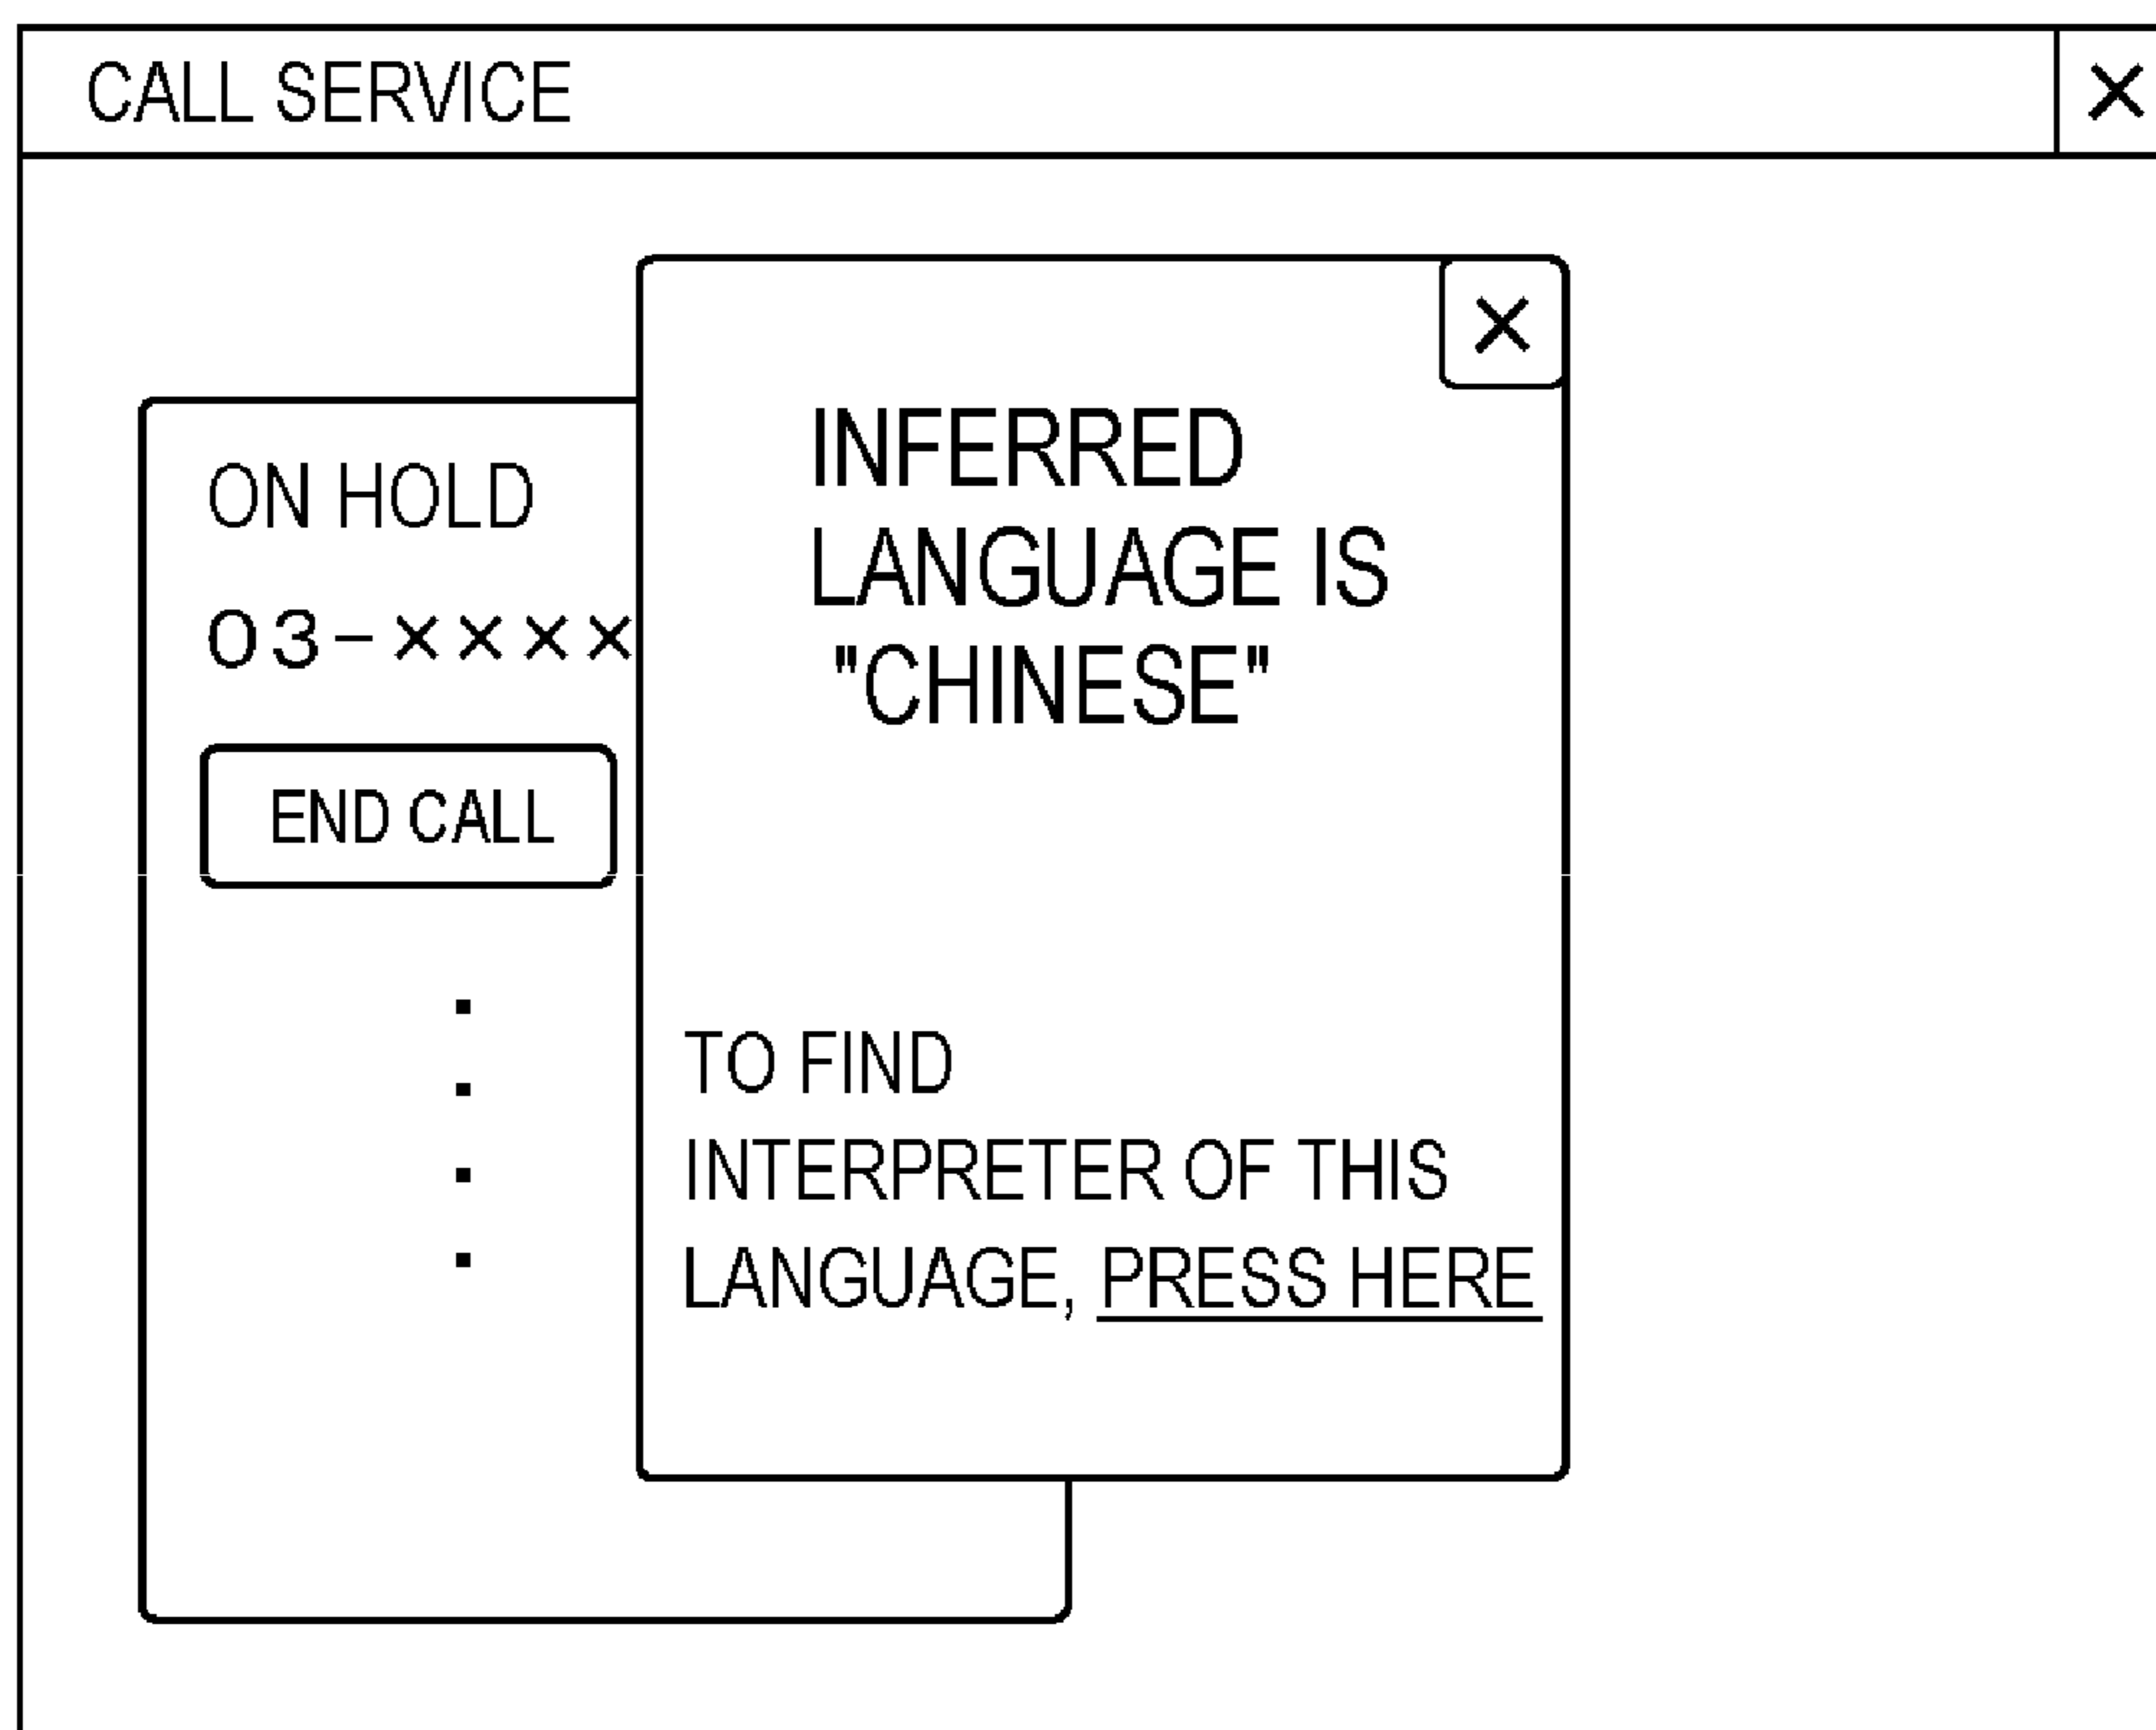 CALL SERVICE ×
×
ON HOLD
03-××××
END CALL
INFERRED
LANGUAGE IS
"CHINESE"
TO FIND
INTERPRETER OF THIS
LANGUAGE, PRESS HERE